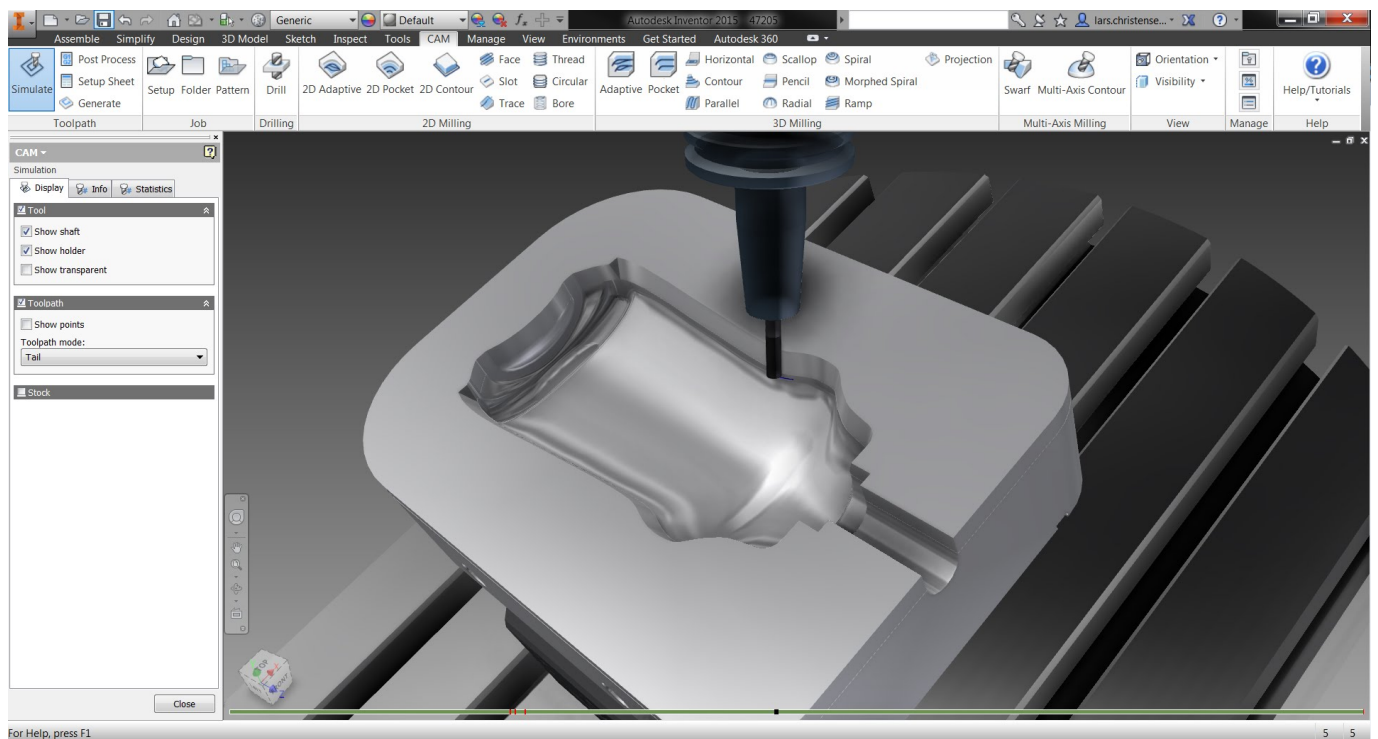 Generic Default Autodesk Inventor 2015 47205 lars.christense...
Assemble Simplify Design 3D Model Sketch Inspect Tools CAM Manage View Environments Get Started Autodesk 360
Post Process Face Thread Horizontal Scallop Spiral Projection Orientation
Simulate Setup Sheet Setup Folder Pattern Drill 2D Adaptive 2D Pocket 2D Contour Slot Circular Adaptive Pocket Contour Pencil Morphed Spiral Swarf Multi-Axis Contour Visibility Help/Tutorials
Generate Trace Bore Parallel Radial Ramp
Toolpath Job Drilling 2D Milling 3D Milling Multi-Axis Milling View Manage Help
CAM
Simulation
Display Info Statistics
Tool
Show shaft
Show holder
Show transparent
Toolpath
Show points
Toolpath mode:
Tail
Stock
TOP
Z
Close
For Help, press F1 5 5